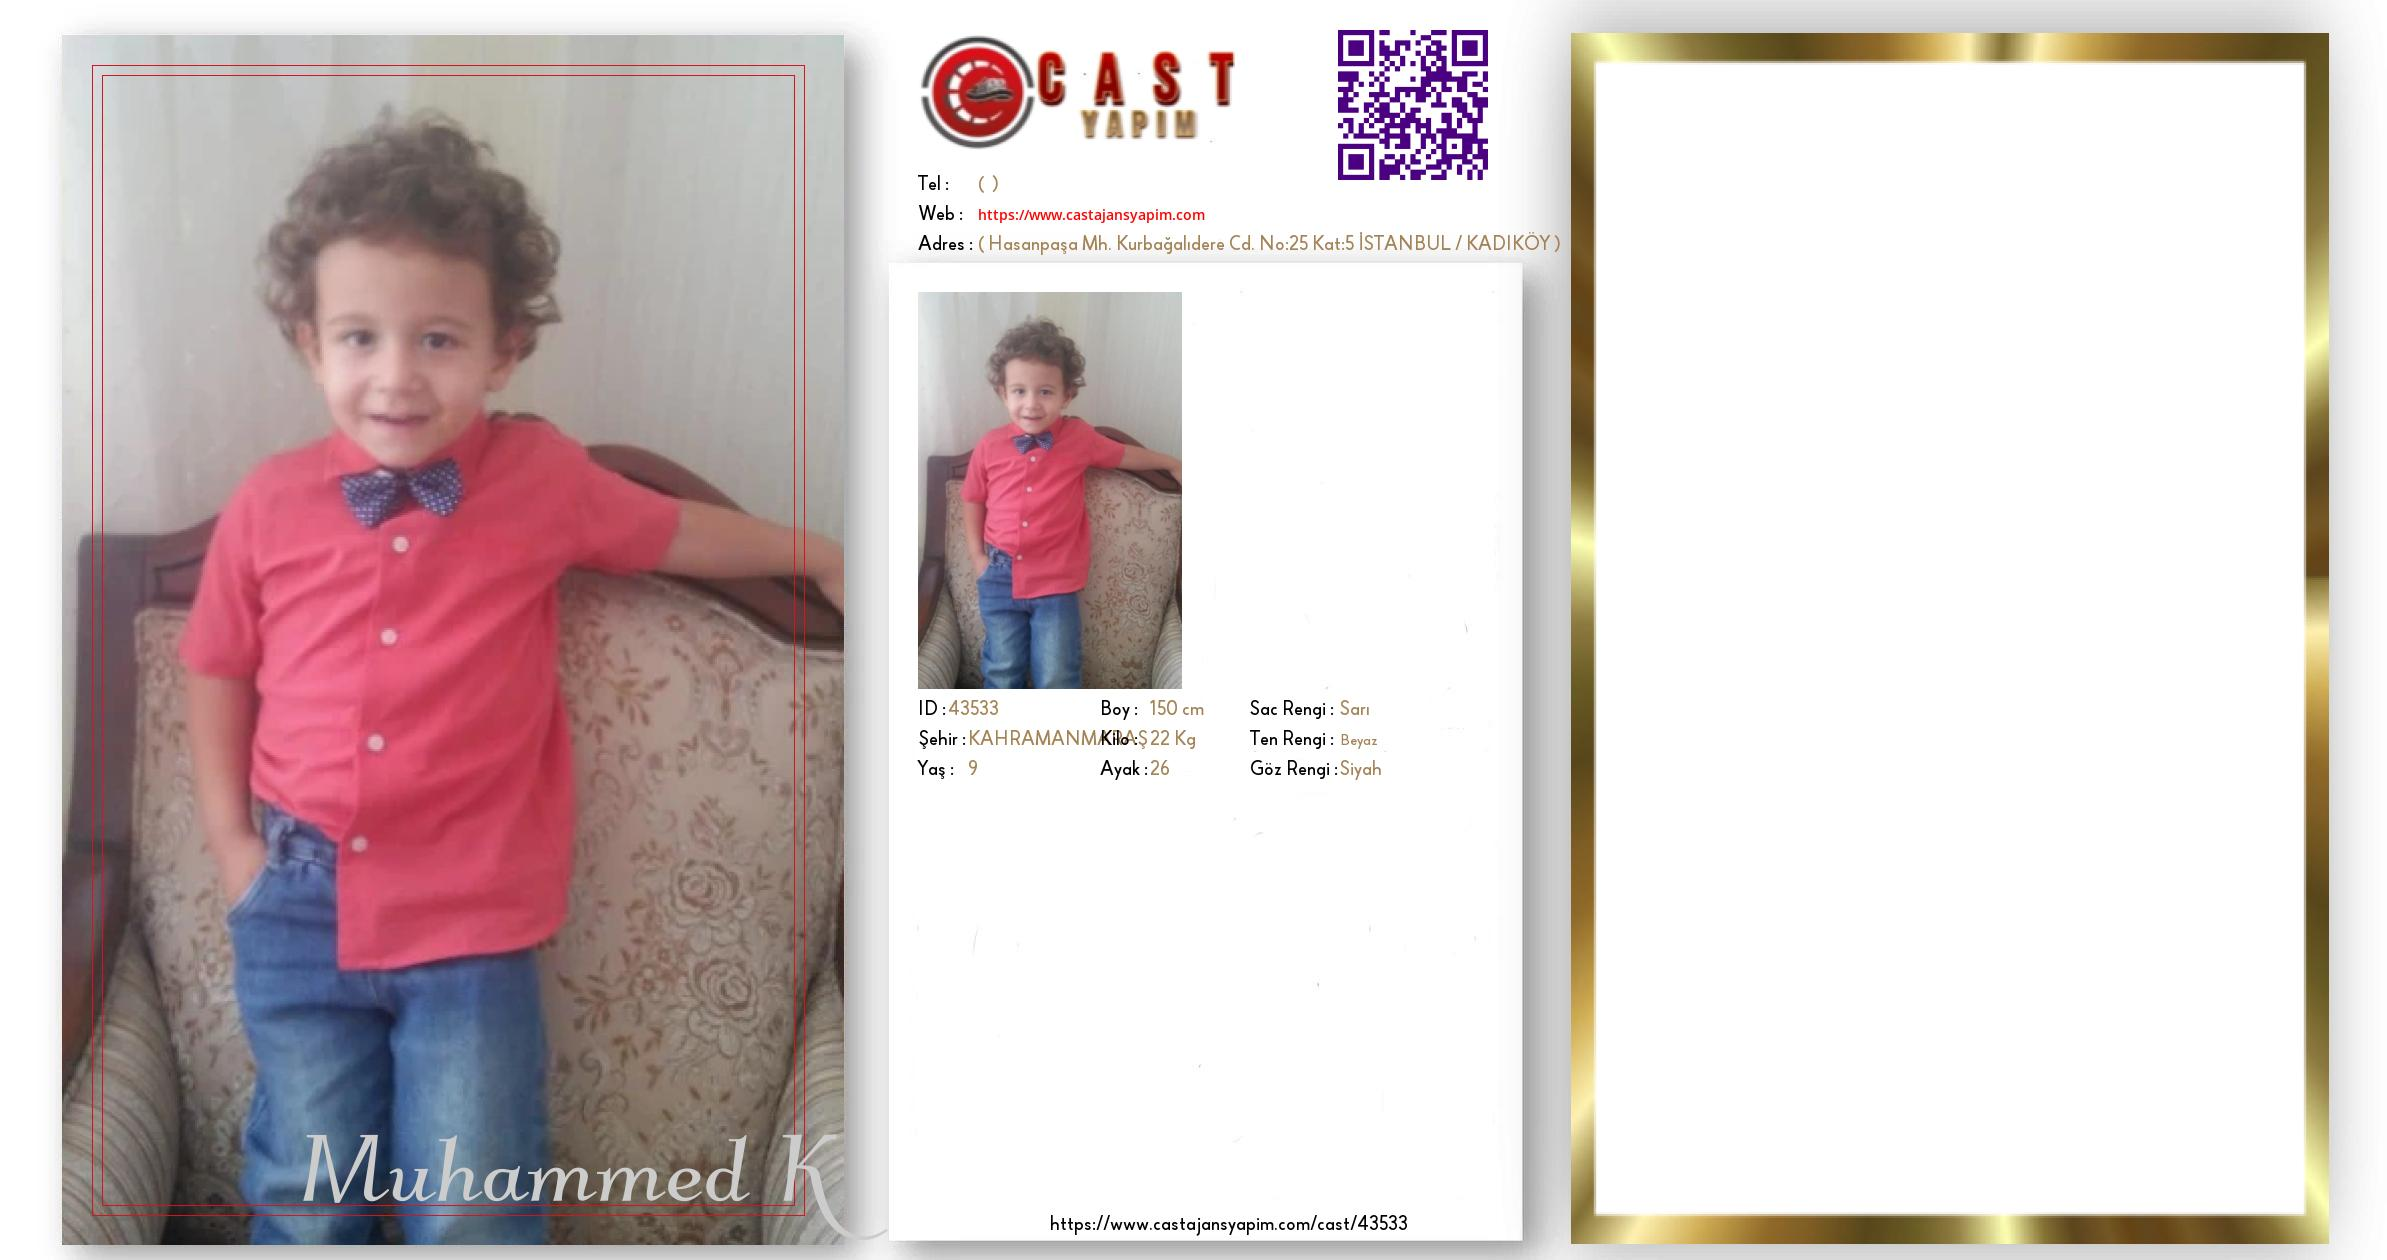 Muhammed K
CAST
YAPIM
Tel : ( )
Web : https://www.castajansyapim.com
Adres : ( Hasanpaşa Mh. Kurbağalıdere Cd. No:25 Kat:5 İSTANBUL / KADIKÖY )
ID : 43533 Boy : 150 cm Sac Rengi : Sarı
Şehir : KAHRAMANMARAŞ Kilo : 22 Kg Ten Rengi : Beyaz
Yaş : 9 Ayak : 26 Göz Rengi : Siyah
https://www.castajansyapim.com/cast/43533